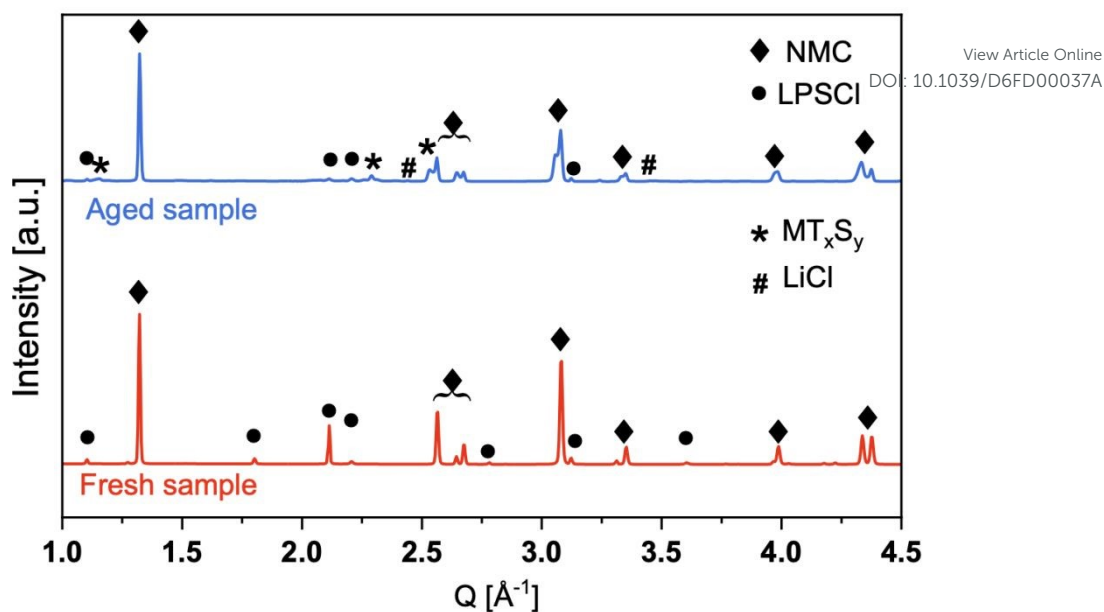 NMC
LPSCl
View Article Online
DOI: 10.1039/D6FD00037A
* * # *
#
Aged sample
* MTₓSᵧ
# LiCl
Fresh sample
Intensity [a.u.]
1.0 1.5 2.0 2.5 3.0 3.5 4.0 4.5
Q [Å⁻¹]